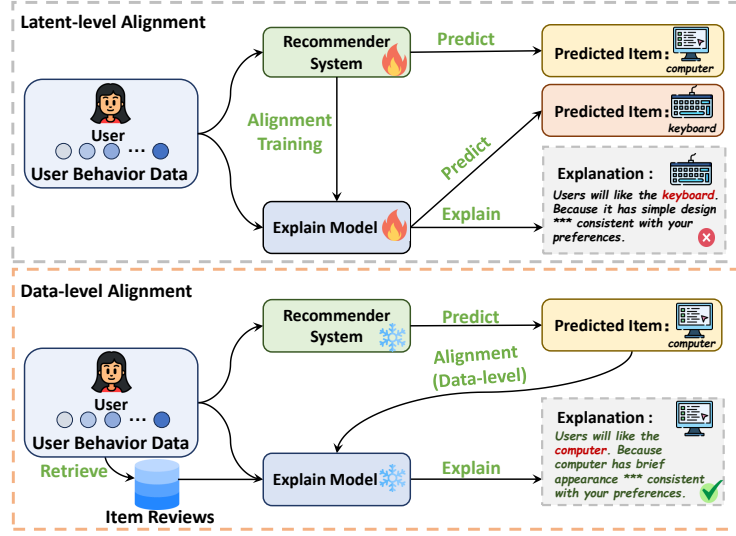 Latent-level Alignment
Recommender
System
Predict
Predicted Item:
computer
User
User Behavior Data
Alignment
Training
Predict
Predicted Item:
keyboard
Explain Model
Explain
Explanation :
Users will like the keyboard.
Because it has simple design
*** consistent with your
preferences.
Data-level Alignment
Recommender
System
Predict
Predicted Item:
computer
User
User Behavior Data
Alignment
(Data-level)
Retrieve
Item Reviews
Explain Model
Explain
Explanation :
Users will like the
computer. Because
computer has brief
appearance *** consistent
with your preferences.